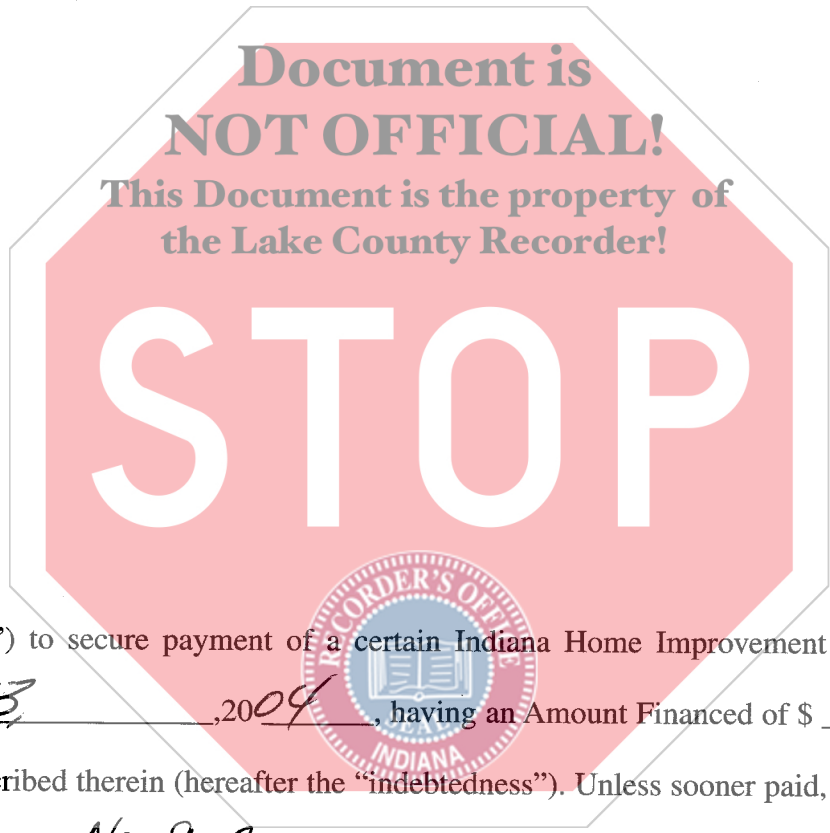 Document is
NOT OFFICIAL!
This Document is the property of
the Lake County Recorder!
STOP
RECORDER'S OFFICE
") to secure payment of a certain Indiana Home Improvement
3 ,2004 , having an Amount Financed of $
INDIANA
cribed therein (hereafter the “indebtedness”). Unless sooner paid,